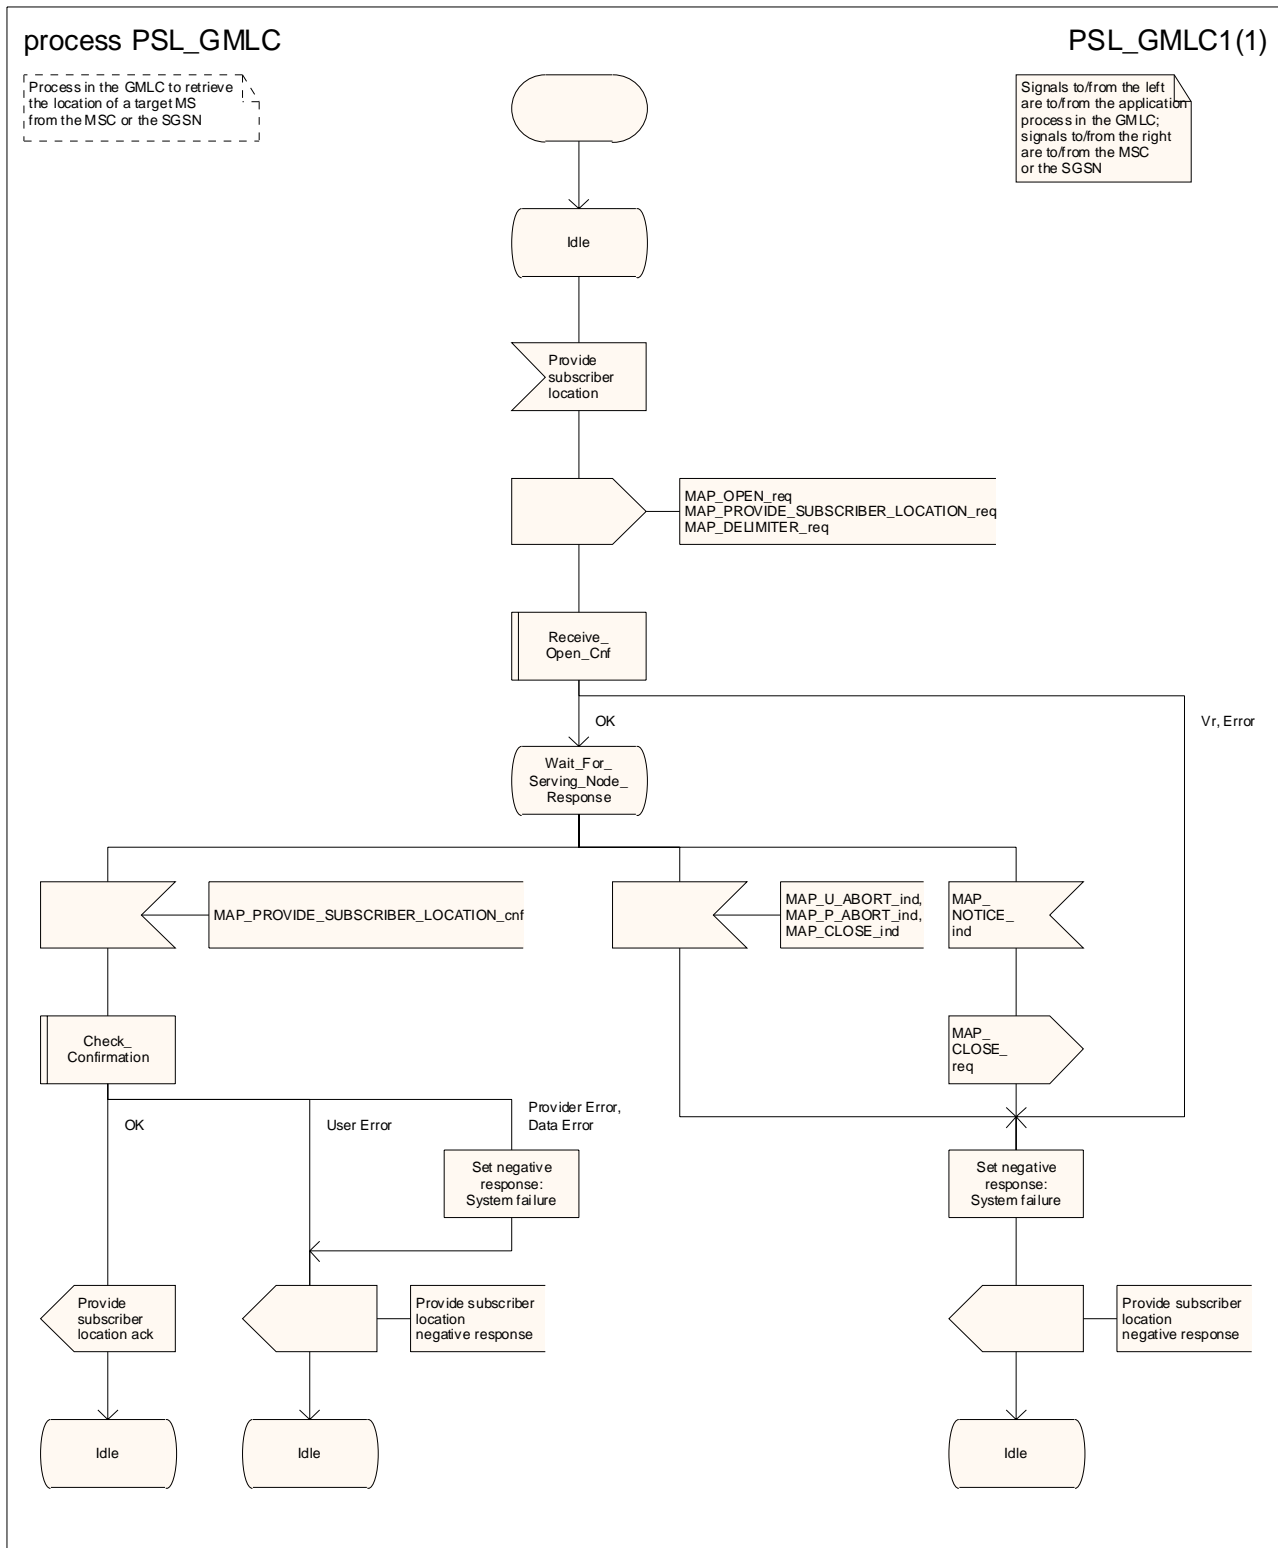 process PSL_GMLC
PSL_GMLC1(1)
Process in the GMLC to retrieve
the location of a target MS
from the MSC or the SGSN
Signals to/from the left
are to/from the application
process in the GMLC;
signals to/from the right
are to/from the MSC
or the SGSN
Idle
Provide
subscriber
location
MAP_OPEN_req
MAP_PROVIDE_SUBSCRIBER_LOCATION_req
MAP_DELIMITER_req
Receive_
Open_Cnf
OK
Vr, Error
Wait_For_
Serving_Node_
Response
MAP_PROVIDE_SUBSCRIBER_LOCATION_cnf
MAP_U_ABORT_ind,
MAP_P_ABORT_ind,
MAP_CLOSE_ind
MAP_
NOTICE_
ind
Check_
Confirmation
MAP_
CLOSE_
req
OK
User Error
Provider Error,
Data Error
Set negative
response:
System failure
Set negative
response:
System failure
Provide
subscriber
location ack
Provide subscriber
location
negative response
Provide subscriber
location
negative response
Idle
Idle
Idle